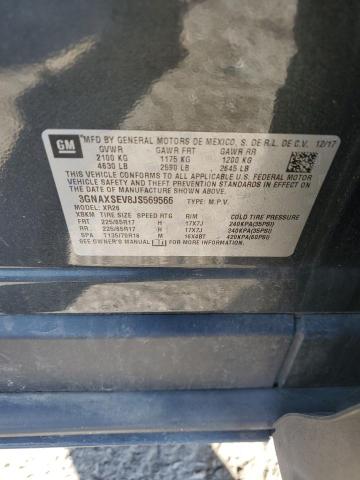 GM
MFD BY GENERAL MOTORS DE MEXICO, S. DE R.L. DE C.V. 12/17
GVWR GAWR FRT GAWR RR
2100 KG 1175 KG 1200 KG
4630 LB 2590 LB 2645 LB
THIS VEHICLE CONFORMS TO ALL APPLICABLE U.S. FEDERAL MOTOR
VEHICLE SAFETY
STANDARDS IN EFFECT ON THE DATE OF MANUFACTURE SHOWN ABOVE.
3GNAXSEV8JS569566 TYPE: M.P.V.
MODEL: XR26
XBKM TIRE SIZE SPEED RTG RIM COLD TIRE PRESSURE
FRT 225/65R17 H 17X7J 240KPA(35PSI)
RR 225/65R17 H 17X7J 240KPA(35PSI)
SPA T135/70R16 M 16X4BT 420KPA(60PSI)
SEE OWNER'S MANUAL FOR ADDITIONAL INFORMATION